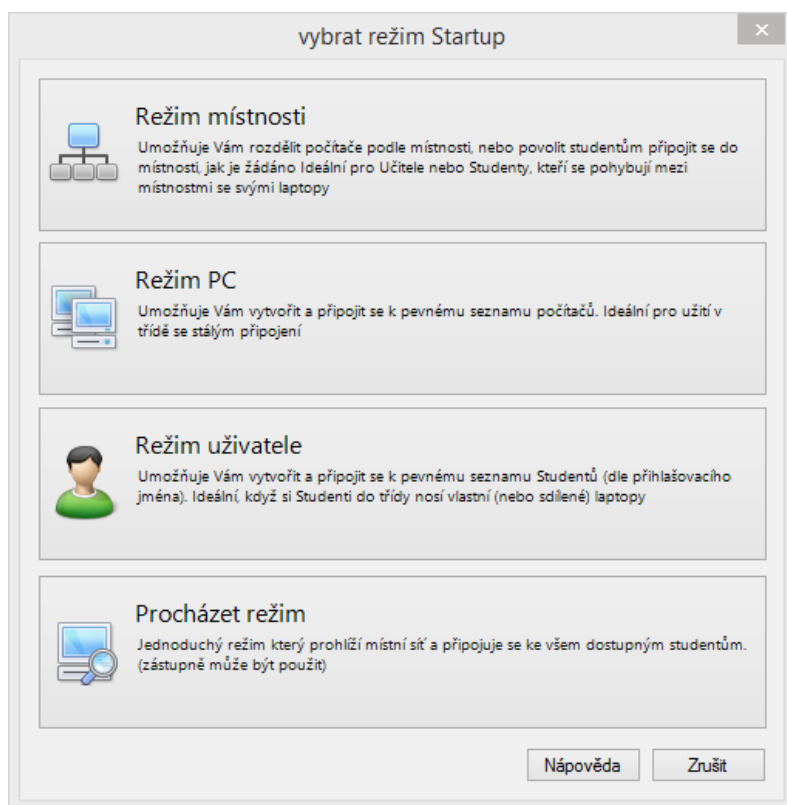 vybrat režim Startup
Režim místnosti
Umožňuje Vám rozdělit počítače podle místnosti, nebo povolit studentům připojit se do
místnosti, jak je žádáno Ideální pro Učitele nebo Studenty, kteří se pohybují mezi
místnostmi se svými laptopy
Režim PC
Umožňuje Vám vytvořit a připojit se k pevnému seznamu počítačů. Ideální pro užití v
třídě se stálým připojení
Režim uživatele
Umožňuje Vám vytvořit a připojit se k pevnému seznamu Studentů (dle přihlašovacího
jména). Ideální, když si Studenti do třídy nosí vlastní (nebo sdílené) laptopy
Procházet režim
Jednoduchý režim který prohlíží místní síť a připojuje se ke všem dostupným studentům.
(zástupně může být použit)
Nápověda Zrušit